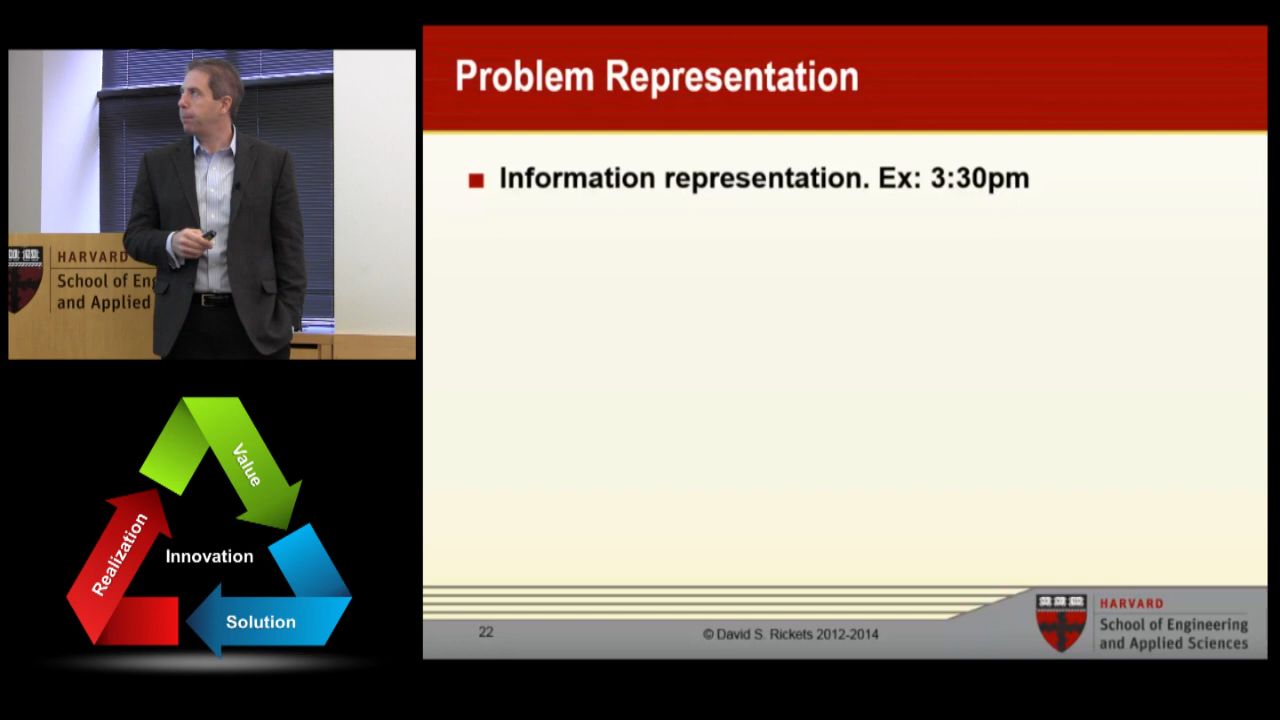 Problem Representation
Information representation. Ex: 3:30pm
HARVARD
School of Eng
and Applied
Value
Realization
Innovation
Solution
22
© David S. Rickets 2012-2014
HARVARD
School of Engineering
and Applied Sciences